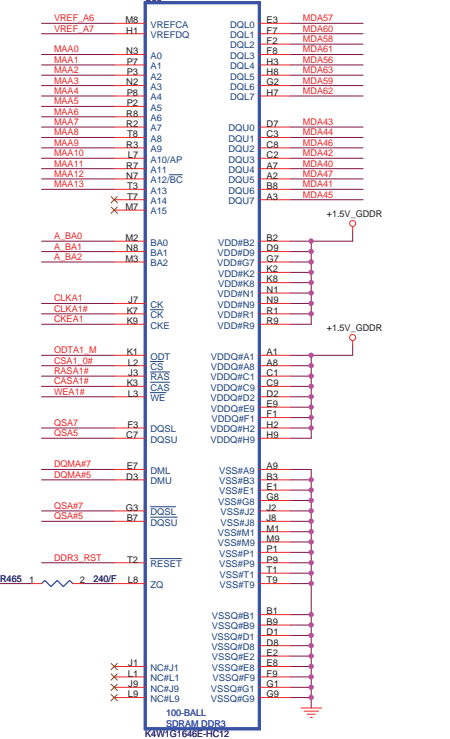 VREF_A6 M8 VREFCA
VREF_A7 H1 VREFDQ
MAA0 N3 A0
MAA1 P7 A1
MAA2 P3 A2
MAA3 N2 A3
MAA4 P8 A4
MAA5 P2 A5
MAA6 R8 A6
MAA7 R2 A7
MAA8 T8 A8
MAA9 R3 A9
MAA10 L7 A10/AP
MAA11 R7 A11
MAA12 N7 A12/BC
MAA13 T3 A13
T7 A14
M7 A15
A_BA0 M2 BA0
A_BA1 N8 BA1
A_BA2 M3 BA2
CLKA1 J7 CK
CLKA1# K7 CK
CKEA1 K9 CKE
ODTA1_M K1 ODT
CSA1_0# L2 CS
RASA1# J3 RAS
CASA1# K3 CAS
WEA1# L3 WE
QSA7 F3 DQSL
QSA5 C7 DQSU
DQMA#7 E7 DML
DQMA#5 D3 DMU
QSA#7 G3 DQSL
QSA#5 B7 DQSU
DDR3_RST T2 RESET
R465 1 2 240/F L8 ZQ
J1 NC#J1
L1 NC#L1
J9 NC#J9
L9 NC#L9
DQL0 E3 MDA57
DQL1 F7 MDA60
DQL2 F2 MDA58
DQL3 F8 MDA61
DQL4 H3 MDA56
DQL5 H8 MDA63
DQL6 G2 MDA59
DQL7 H7 MDA62
DQU0 D7 MDA43
DQU1 C3 MDA44
DQU2 C8 MDA46
DQU3 C2 MDA42
DQU4 A7 MDA40
DQU5 A2 MDA47
DQU6 B8 MDA41
DQU7 A3 MDA45
+1.5V_GDDR
VDD#B2 B2
VDD#D9 D9
VDD#G7 G7
VDD#K2 K2
VDD#K8 K8
VDD#N1 N1
VDD#N9 N9
VDD#R1 R1
VDD#R9 R9
+1.5V_GDDR
VDDQ#A1 A1
VDDQ#A8 A8
VDDQ#C1 C1
VDDQ#C9 C9
VDDQ#D2 D2
VDDQ#E9 E9
VDDQ#F1 F1
VDDQ#H2 H2
VDDQ#H9 H9
VSS#A9 A9
VSS#B3 B3
VSS#E1 E1
VSS#G8 G8
VSS#J2 J2
VSS#J8 J8
VSS#M1 M1
VSS#M9 M9
VSS#P1 P1
VSS#P9 P9
VSS#T1 T1
VSS#T9 T9
VSSQ#B1 B1
VSSQ#B9 B9
VSSQ#D1 D1
VSSQ#D8 D8
VSSQ#E2 E2
VSSQ#E8 E8
VSSQ#F9 F9
VSSQ#G1 G1
VSSQ#G9 G9
100-BALL
SDRAM DDR3
K4W1G1646E-HC12